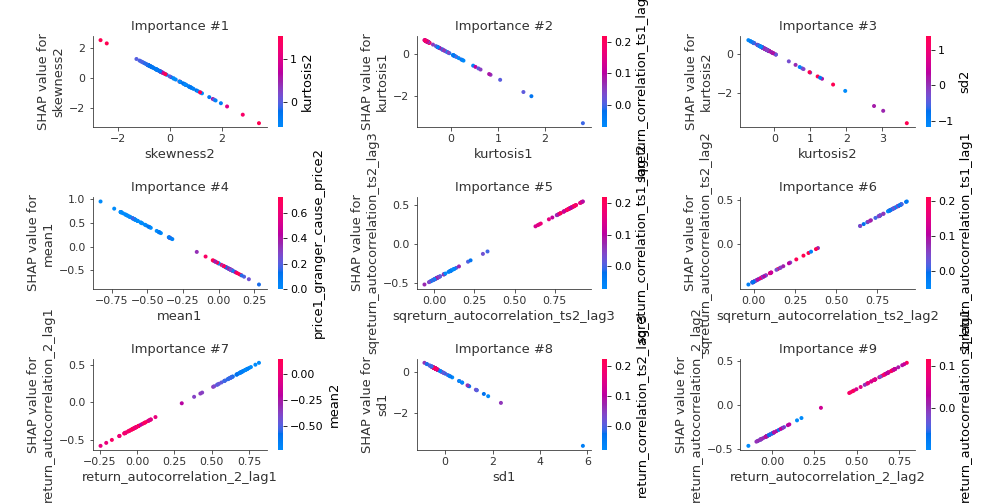 Importance #1
SHAP value for
skewness2
2
0
−2
−2
0
2
skewness2
1
0
kurtosis2
Importance #2
SHAP value for
kurtosis1
0
−2
0
1
2
kurtosis1
0.2
0.1
0.0
Importance #3
SHAP value for
kurtosis2
0
−2
0
1
2
3
kurtosis2
1
0
−1
sd2
Importance #4
SHAP value for
mean1
1.0
0.5
0.0
−0.5
−0.75
−0.50
−0.25
0.00
0.25
mean1
0.6
0.4
0.2
0.0
price1_granger_cause_price2
Importance #5
SHAP value for
sqreturn_autocorrelation_ts2_lag3
0.5
0.0
−0.5
0.00
0.25
0.50
0.75
sqreturn_autocorrelation_ts2_lag3
0.2
0.1
0.0
Importance #6
SHAP value for
sqreturn_autocorrelation_ts2_lag2
0.5
0.0
−0.5
0.00
0.25
0.50
0.75
sqreturn_autocorrelation_ts2_lag2
0.2
0.1
0.0
Importance #7
SHAP value for
return_autocorrelation_2_lag1
0.5
0.0
−0.5
−0.25
0.00
0.25
0.50
0.75
return_autocorrelation_2_lag1
0.00
−0.25
−0.50
mean2
Importance #8
SHAP value for
sd1
0
−2
0
2
4
6
sd1
0.2
0.1
0.0
Importance #9
SHAP value for
return_autocorrelation_2_lag2
0.5
0.0
−0.5
0.00
0.25
0.50
0.75
return_autocorrelation_2_lag2
0.1
0.0